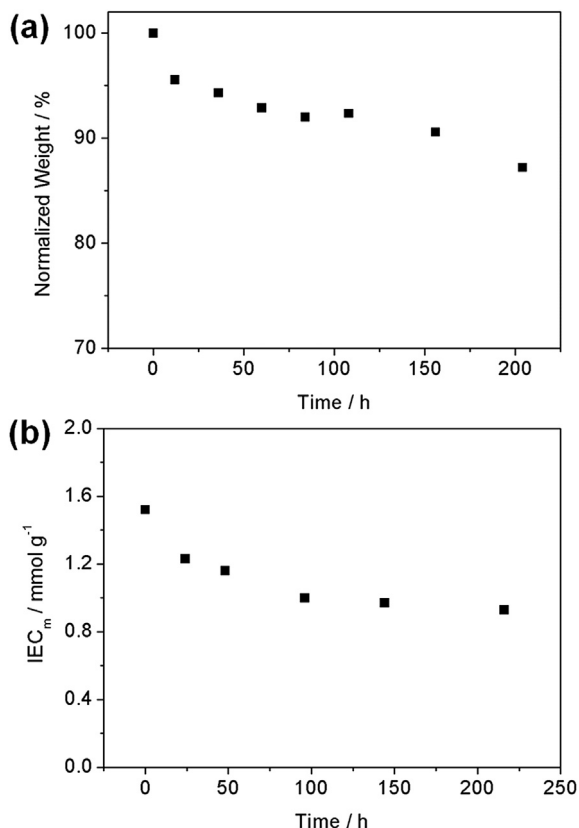 (a)
100
90
80
70
Normalized Weight / %
0 50 100 150 200
Time / h
(b)
2.0
1.6
1.2
0.8
0.4
0.0
IECm / mmol g-1
0 50 100 150 200 250
Time / h